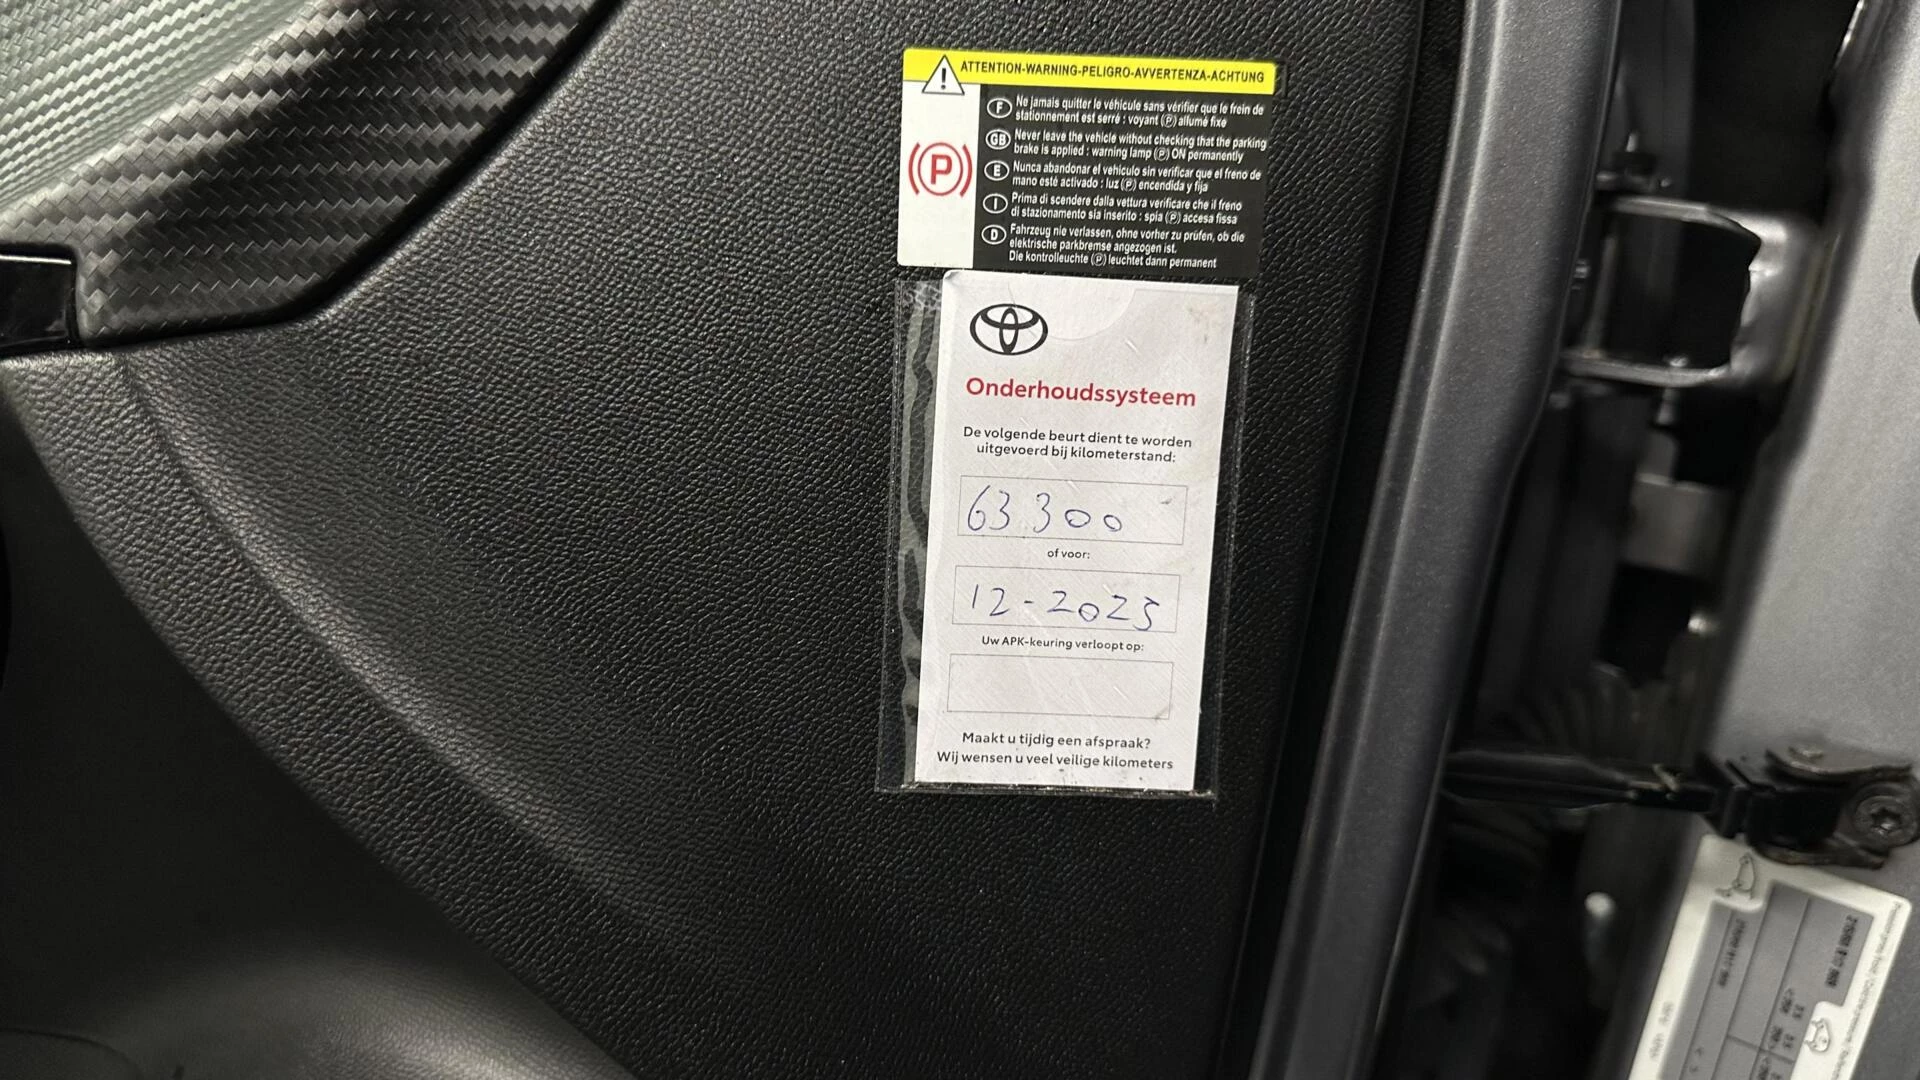 ATTENTION-WARNING-PELIGRO-AVVERTENZA-ACHTUNG
F Ne jamais quitter le véhicule sans vérifier que le frein de
stationnement est serré : voyant (P) allumé fixe
GB Never leave the vehicle without checking that the parking
brake is applied : warning lamp (P) ON permanently
E Nunca abandonar el vehículo sin verificar que el freno de
mano esté activado : luz (P) encendida y fija
I Prima di scendere dalla vettura verificare che il freno
di stazionamento sia inserito : spia (P) accesa fissa
D Fahrzeug nie verlassen, ohne vorher zu prüfen, ob die
elektrische parkbremse angezogen ist.
Die kontrolleuchte (P) leuchtet dann permanent
(P)
Onderhoudssysteem
De volgende beurt dient te worden
uitgevoerd bij kilometerstand:
63 300
of voor:
12-2025
Uw APK-keuring verloopt op:
Maakt u tijdig een afspraak?
Wij wensen u veel veilige kilometers